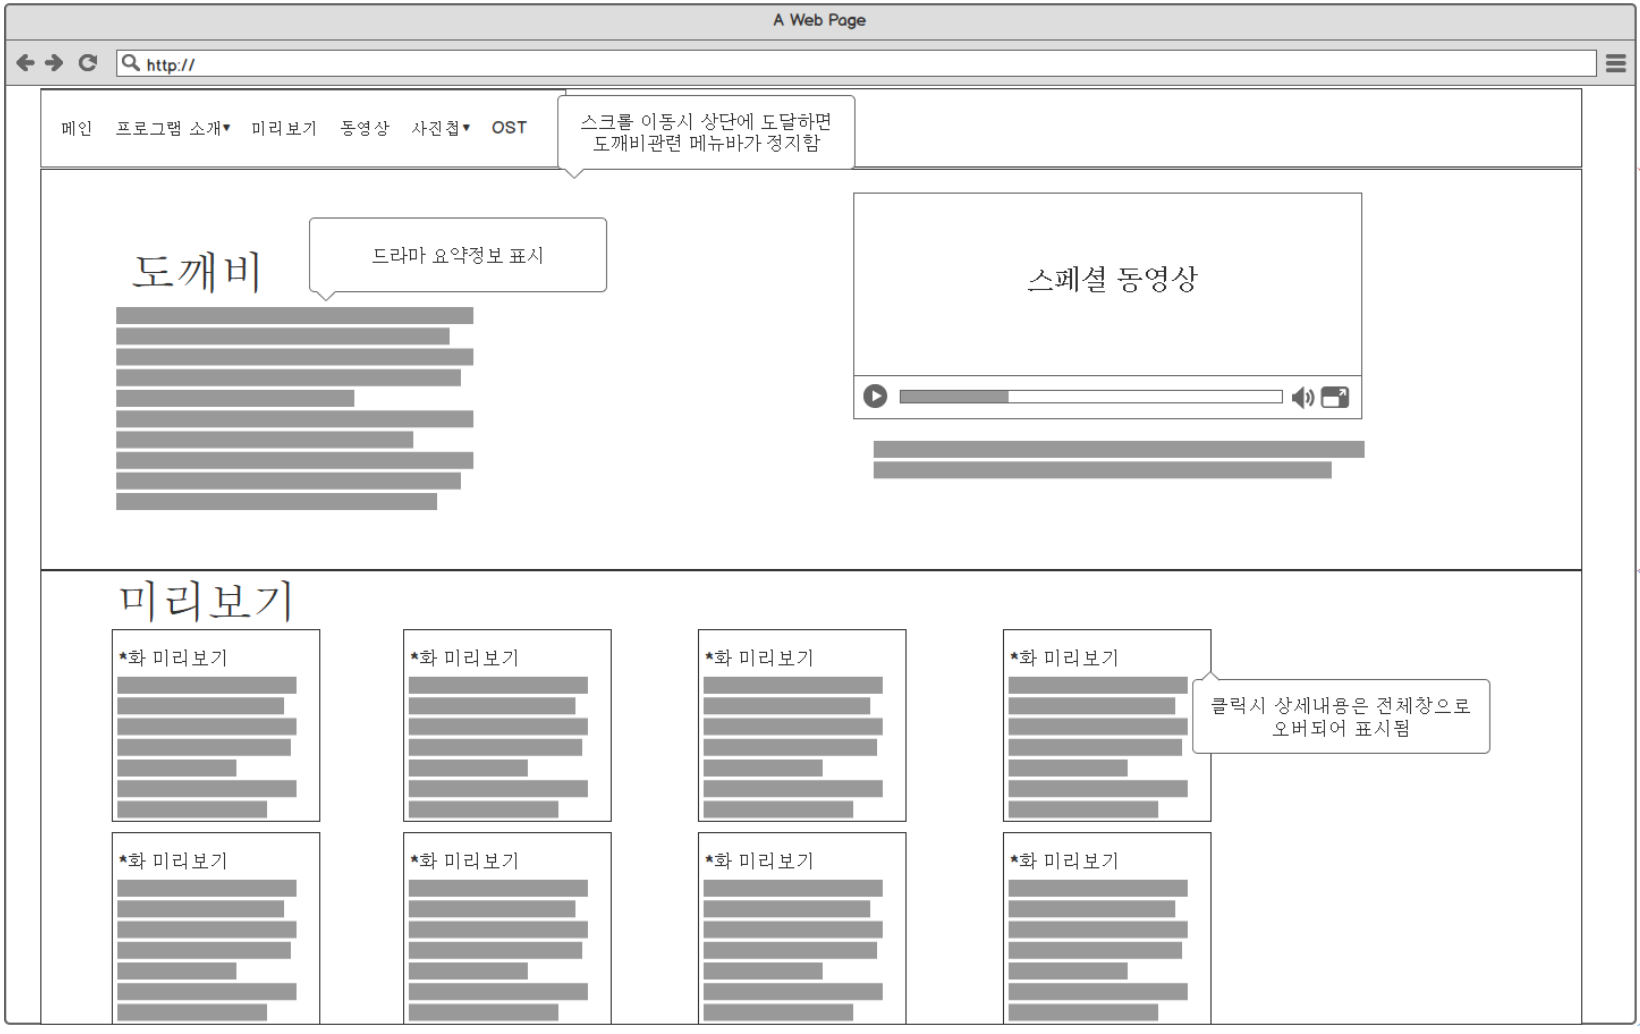 A Web Page
http://
메인 프로그램 소개▾ 미리보기 동영상 사진첩▾ OST
스크롤 이동시 상단에 도달하면
도깨비관련 메뉴바가 정지함
도깨비
드라마 요약정보 표시
스페셜 동영상
미리보기
*화 미리보기
*화 미리보기
*화 미리보기
*화 미리보기
클릭시 상세내용은 전체창으로
오버되어 표시됨
*화 미리보기
*화 미리보기
*화 미리보기
*화 미리보기